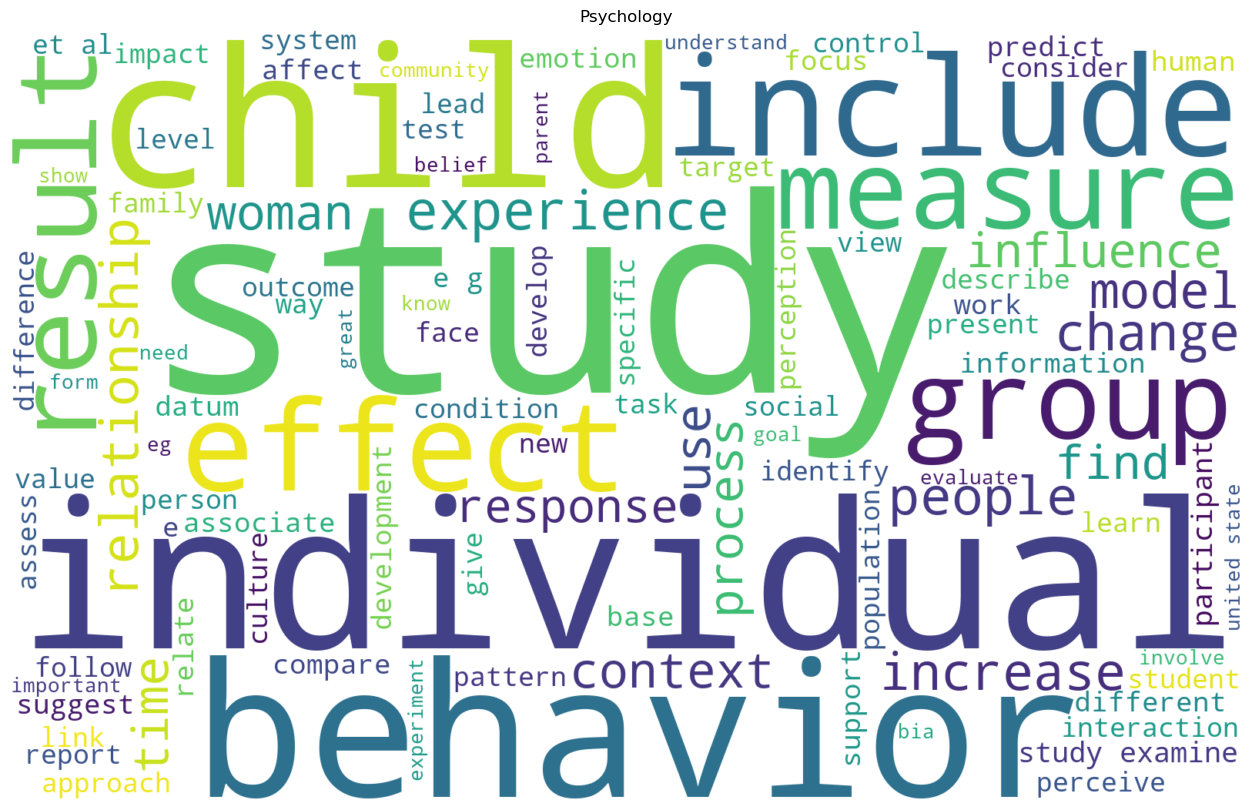 Psychology
et al
impact
system
affect
community
emotion
understand
control
focus
predict
consider
human
result
child
include
level
lead
test
parent
belief
target
show
family
woman
experience
measure
relationship
study
view
influence
difference
outcome
way
e g
know
great
face
develop
specific
perception
describe
work
model
present
change
need
form
information
datum
effect
condition
task
social
group
eg
new
use
process
goal
find
value
identify
evaluate
person
response
people
assess
e
associate
development
learn
participant
united state
individual
culture
give
base
population
relate
follow
compare
pattern
context
support
increase
involve
important
student
suggest
time
experiment
behavior
different
link
bia
interaction
report
study examine
approach
perceive